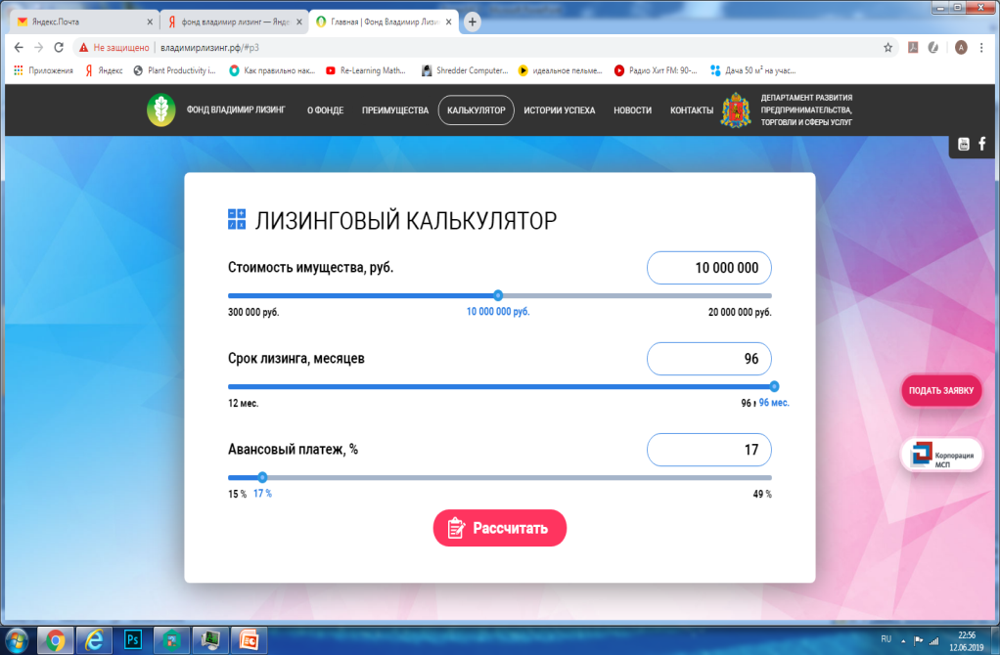 Яндекс.Почта
фонд владимир лизинг — Янде
Главная | Фонд Владимир Лизин
Не защищено | владимирлизинг.рф/#p3
Приложения Яндекс Plant Productivity i... Как правильно нак... Re-Learning Math... Shredder Computer... идеальное пельме... Радио Хит FM: 90-... Дача 50 м² на учас...
ФОНД ВЛАДИМИР ЛИЗИНГ О ФОНДЕ ПРЕИМУЩЕСТВА КАЛЬКУЛЯТОР ИСТОРИИ УСПЕХА НОВОСТИ КОНТАКТЫ
ДЕПАРТАМЕНТ РАЗВИТИЯ
ПРЕДПРИНИМАТЕЛЬСТВА,
ТОРГОВЛИ И СФЕРЫ УСЛУГ
ЛИЗИНГОВЫЙ КАЛЬКУЛЯТОР
Стоимость имущества, руб. 10 000 000
300 000 руб. 10 000 000 руб. 20 000 000 руб.
Срок лизинга, месяцев 96
12 мес. 96 96 мес.
Авансовый платеж, % 17
15 % 17 % 49 %
Рассчитать
ПОДАТЬ ЗАЯВКУ
Корпорация
МСП
Ps
RU
22:56
12.06.2019